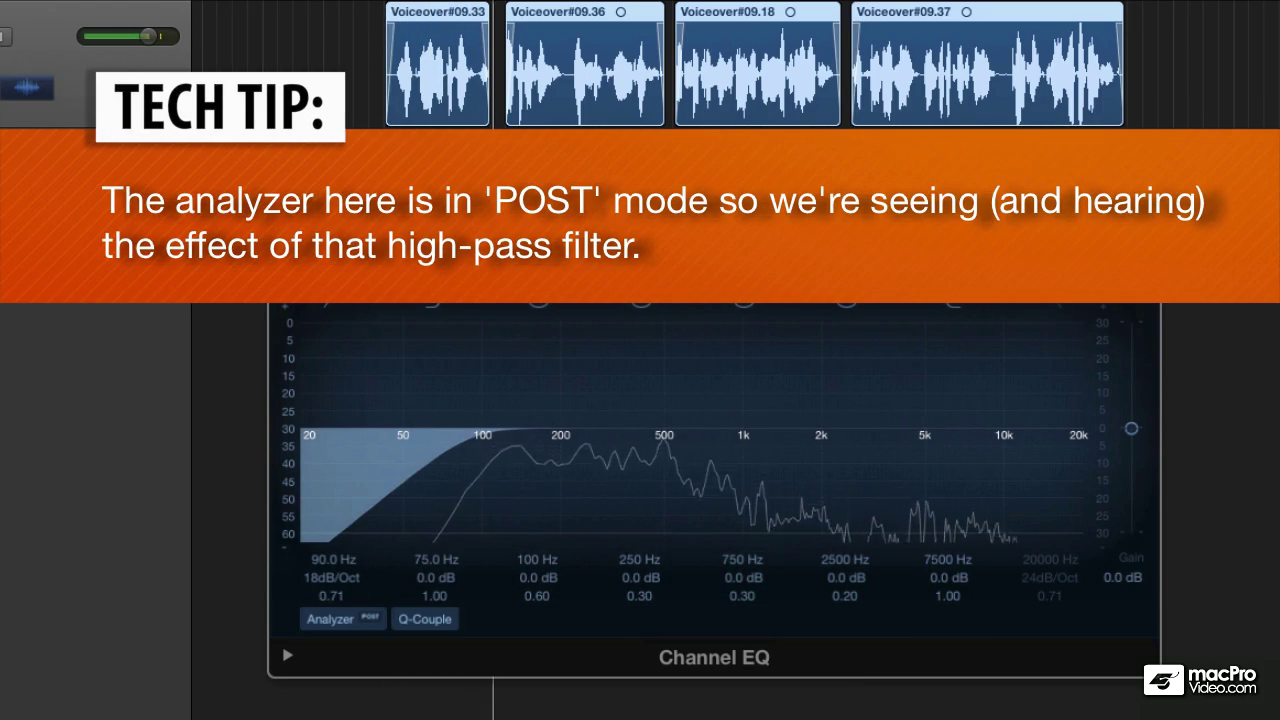 Voiceover#09.33 Voiceover#09.36 Voiceover#09.18 Voiceover#09.37
TECH TIP:
The analyzer here is in 'POST' mode so we're seeing (and hearing)
the effect of that high-pass filter.
0 30
5 25
10 20
15 15
20 10
25 5
30 20 50 100 200 500 1k 2k 5k 10k 20k 0
35 5
40 10
45 15
50 20
55 25
60 30
90.0 Hz 75.0 Hz 100 Hz 250 Hz 750 Hz 2500 Hz 7500 Hz 20000 Hz Gain
18dB/Oct 0.0 dB 0.0 dB 0.0 dB 0.0 dB 0.0 dB 0.0 dB 24dB/Oct 0.0 dB
0.71 1.00 0.60 0.30 0.30 0.20 1.00 0.71
Analyzer POST Q-Couple
Channel EQ
macPro
Video.com